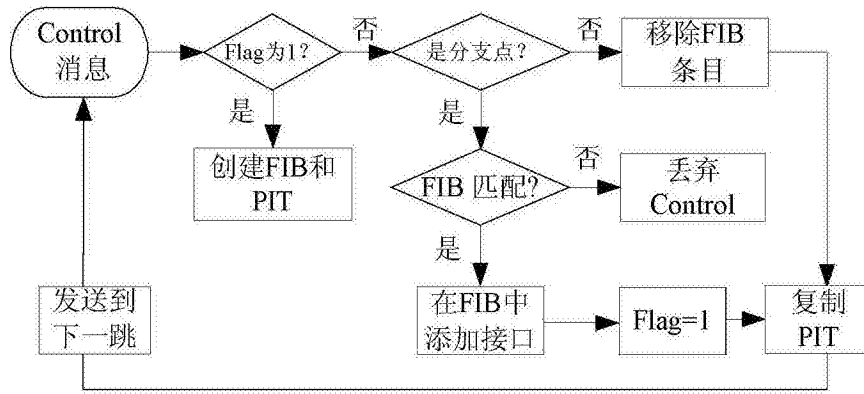 Control
消息
Flag为1?
否
是分支点?
否
移除FIB
条目
是
是
创建FIB和
PIT
FIB 匹配?
否
丢弃
Control
是
发送到
下一跳
在FIB中
添加接口
Flag=1
复制
PIT